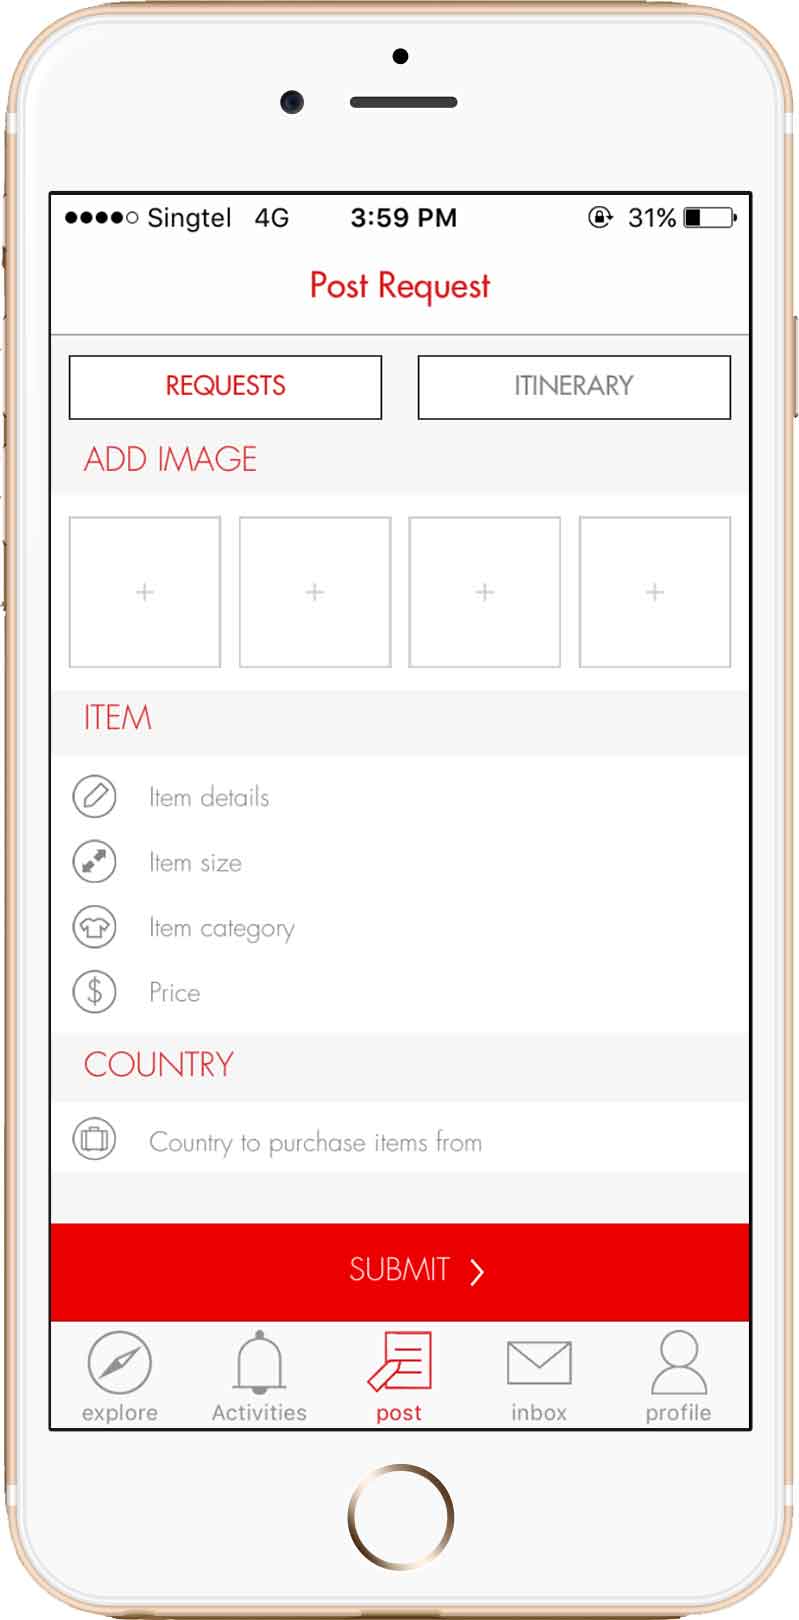 Singtel 4G 3:59 PM 31%
Post Request
REQUESTS ITINERARY
ADD IMAGE
+ + + +
ITEM
Item details
Item size
Item category
$ Price
COUNTRY
Country to purchase items from
SUBMIT >
explore Activities post inbox profile